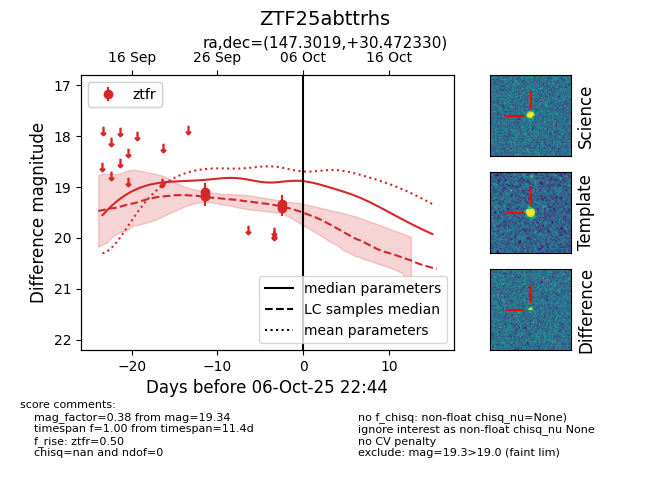 ZTF25abttrhs
ra,dec=(147.3019,+30.472330)
16 Sep 26 Sep 06 Oct 16 Oct
ztfr
17
18
19
20
21
22
Difference magnitude
median parameters
LC samples median
mean parameters
−20 −10 0 10
Days before 06-Oct-25 22:44
Science
Template
Difference
score comments:
mag_factor=0.38 from mag=19.34
timespan f=1.00 from timespan=11.4d
f_rise: ztfr=0.50
chisq=nan and ndof=0
no f_chisq: non-float chisq_nu=None)
ignore interest as non-float chisq_nu None
no CV penalty
exclude: mag=19.3>19.0 (faint lim)